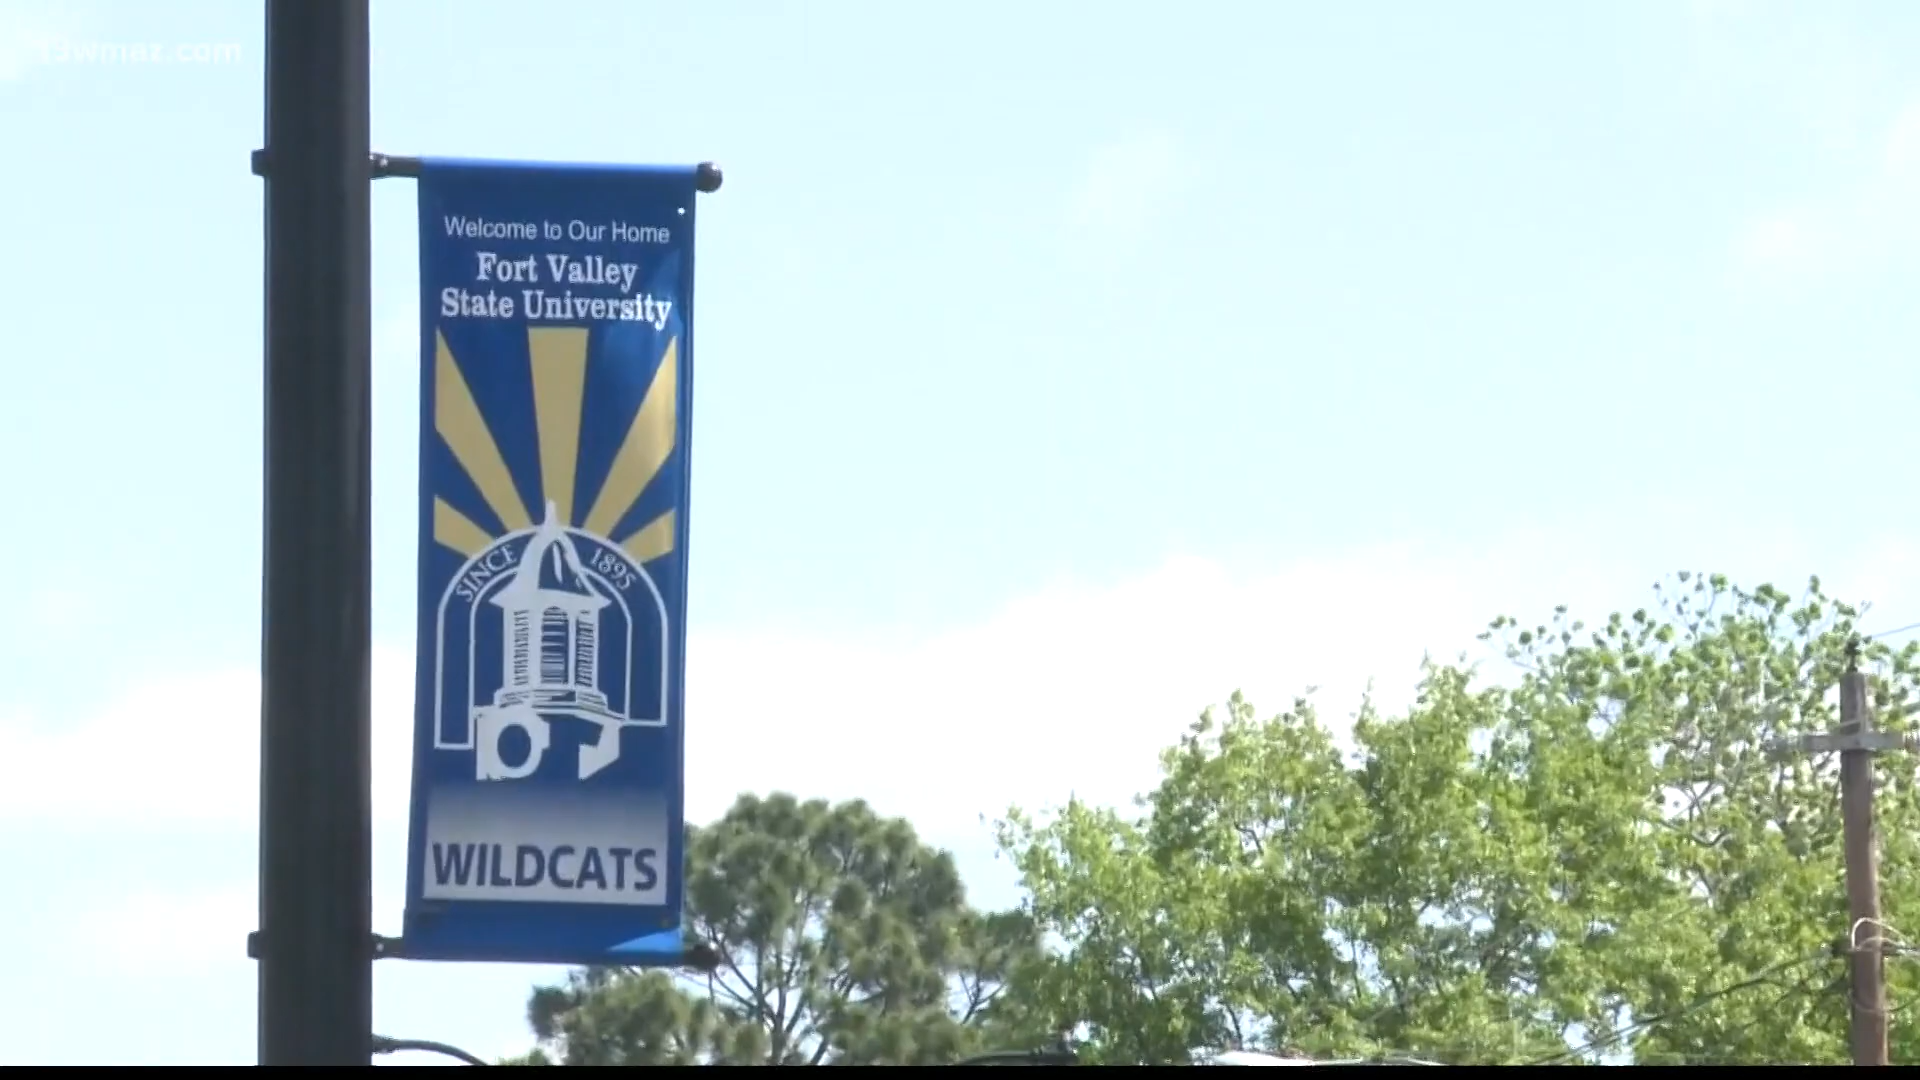 13wmaz.com
Welcome to Our Home
Fort Valley
State University
SINCE 1895
WILDCATS